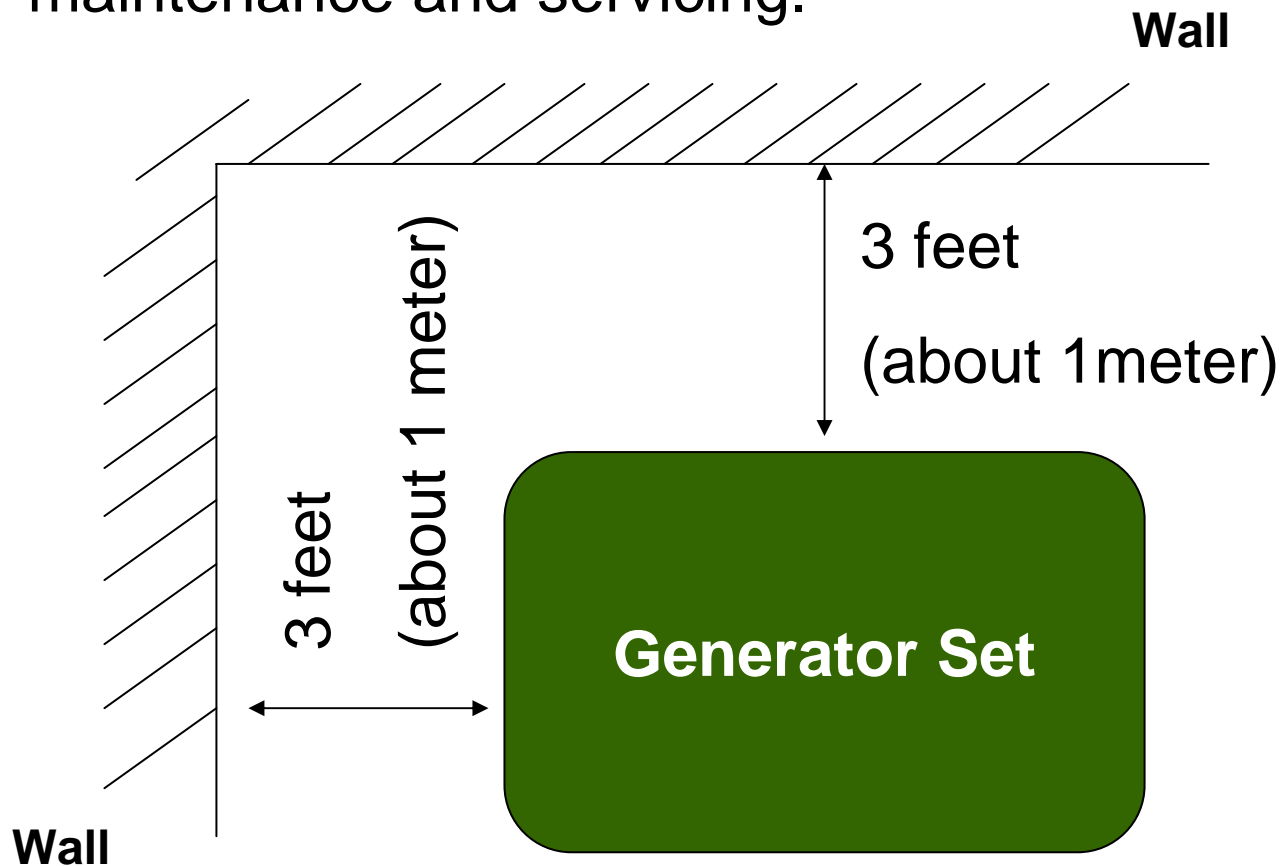 maintenance and servicing.
Wall
3 feet
(about 1meter)
3 feet
(about 1 meter)
Generator Set
Wall